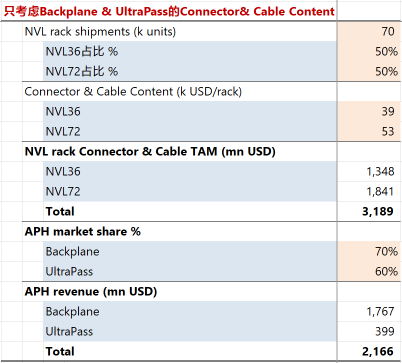 只考虑Backplane & UltraPass的Connector& Cable Content
NVL rack shipments (k units) 70
NVL36占比 % 50%
NVL72占比 % 50%
Connector & Cable Content (k USD/rack)
NVL36 39
NVL72 53
NVL rack Connector & Cable TAM (mn USD)
NVL36 1,348
NVL72 1,841
Total 3,189
APH market share %
Backplane 70%
UltraPass 60%
APH revenue (mn USD)
Backplane 1,767
UltraPass 399
Total 2,166